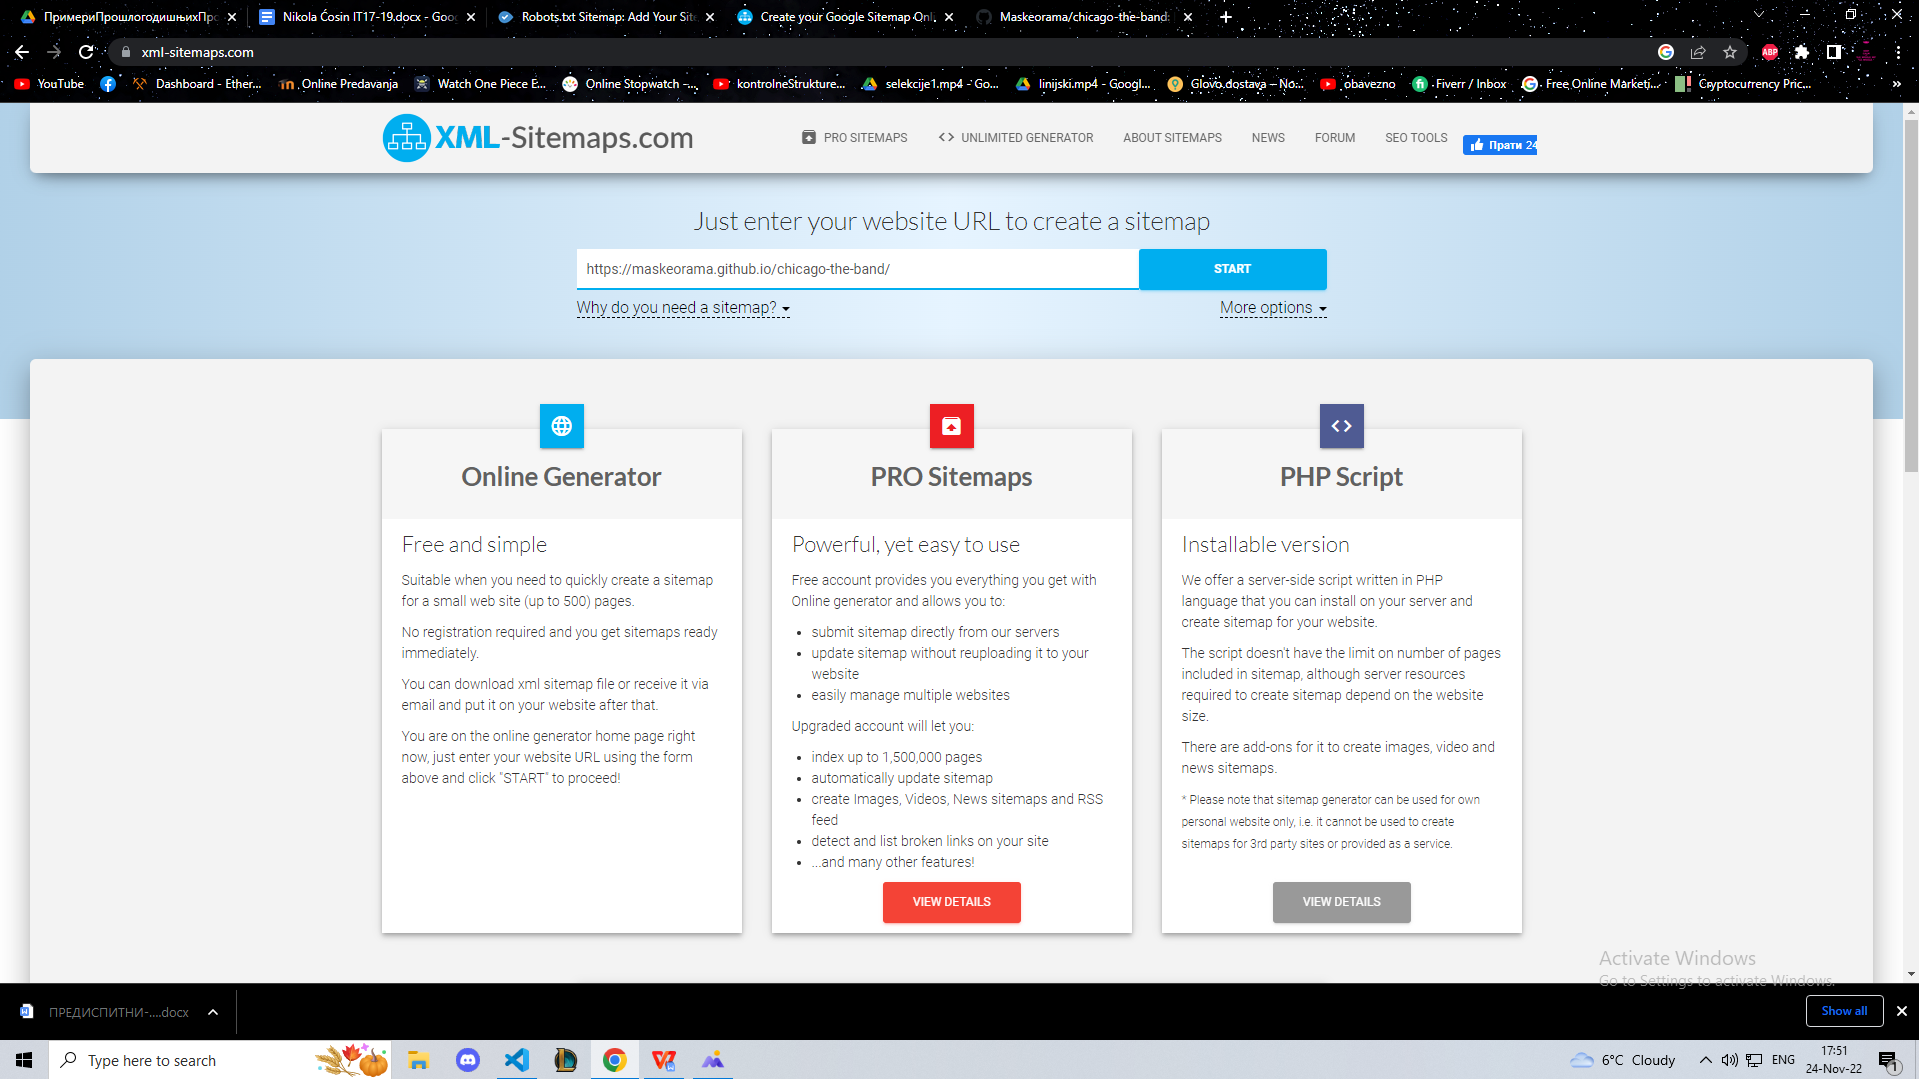 ПримериПрошлогодишњихПро
Nikola Ćosin IT17-19.docx - Goog
Robots.txt Sitemap: Add Your Site
Create your Google Sitemap Onl
Maskeorama/chicago-the-band:
xml-sitemaps.com
YouTube
Dashboard - Ether...
Online Predavanja
Watch One Piece E...
Online Stopwatch –...
kontrolneStrukture...
selekcije1.mp4 - Go...
linijski.mp4 - Googl...
Glovo dostava – No...
obavezno
Fiverr / Inbox
Free Online Marketi...
Cryptocurrency Pric...
»
ABP
XML-Sitemaps.com
PRO SITEMAPS
UNLIMITED GENERATOR
ABOUT SITEMAPS
NEWS
FORUM
SEO TOOLS
Прати 24
Just enter your website URL to create a sitemap
https://maskeorama.github.io/chicago-the-band/
START
Why do you need a sitemap?
More options
Online Generator
Free and simple
Suitable when you need to quickly create a sitemap
for a small web site (up to 500) pages.
No registration required and you get sitemaps ready
immediately.
You can download xml sitemap file or receive it via
email and put it on your website after that.
You are on the online generator home page right
now, just enter your website URL using the form
above and click "START" to proceed!
PRO Sitemaps
Powerful, yet easy to use
Free account provides you everything you get with
Online generator and allows you to:
• submit sitemap directly from our servers
• update sitemap without reuploading it to your
website
• easily manage multiple websites
Upgraded account will let you:
• index up to 1,500,000 pages
• automatically update sitemap
• create Images, Videos, News sitemaps and RSS
feed
• detect and list broken links on your site
• ...and many other features!
VIEW DETAILS
PHP Script
Installable version
We offer a server-side script written in PHP
language that you can install on your server and
create sitemap for your website.
The script doesn't have the limit on number of pages
included in sitemap, although server resources
required to create sitemap depend on the website
size.
There are add-ons for it to create images, video and
news sitemaps.
* Please note that sitemap generator can be used for own
personal website only, i.e. it cannot be used to create
sitemaps for 3rd party sites or provided as a service.
VIEW DETAILS
Activate Windows
Go to Settings to activate Windows.
ПРЕДИСПИТНИ-....docx
Show all
Type here to search
6°C Cloudy
ENG
17:51
24-Nov-22
1